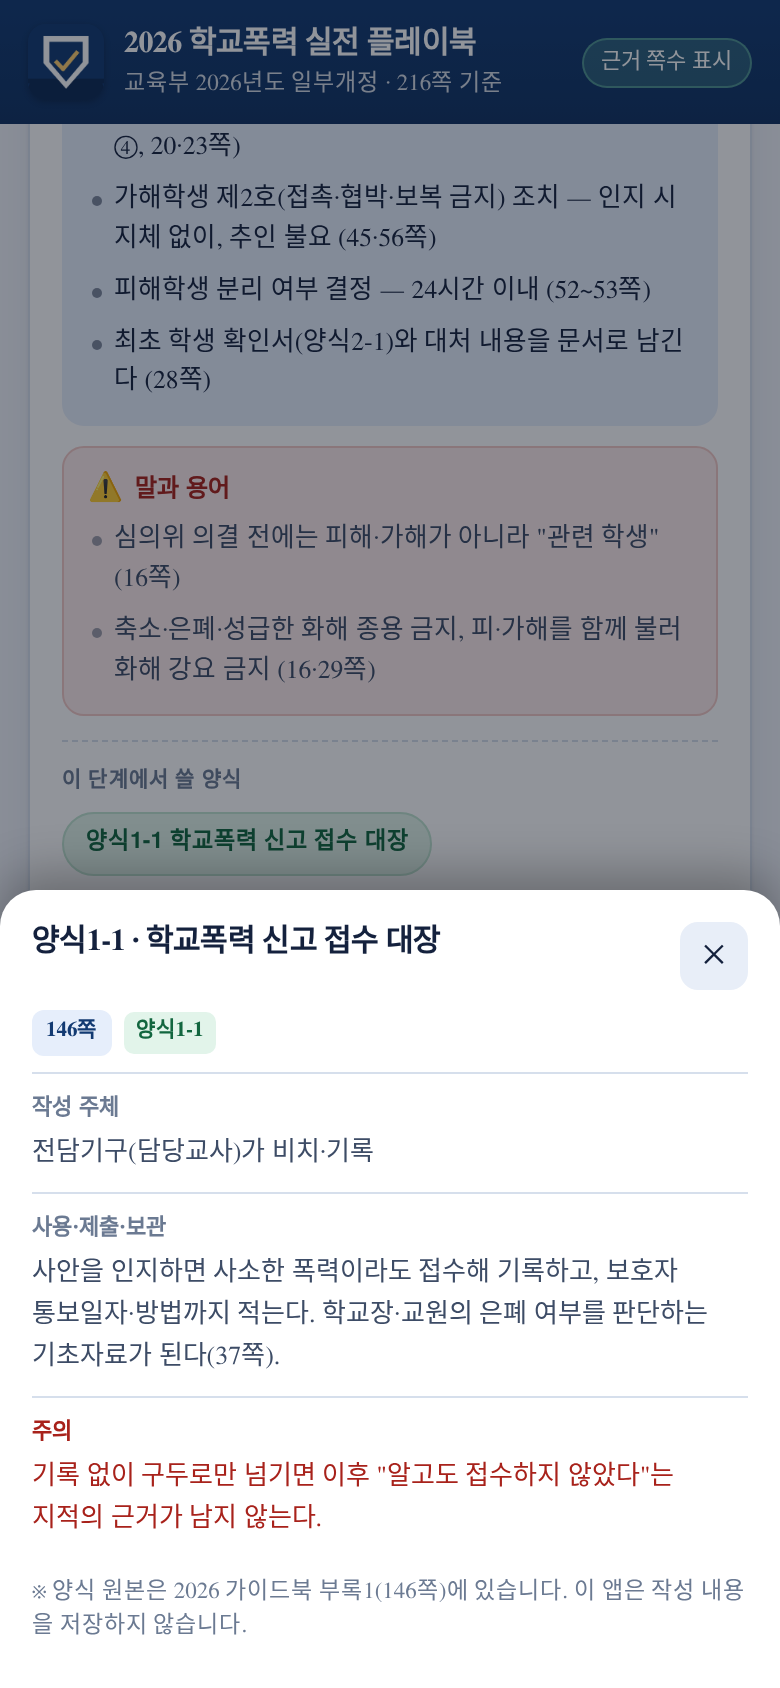 2026 학교폭력 실전 플레이북
교육부 2026년도 일부개정 · 216쪽 기준
근거 쪽수 표시
④, 20·23쪽)
가해학생 제2호(접촉·협박·보복 금지) 조치 — 인지 시
지체 없이, 추인 불요 (45·56쪽)
피해학생 분리 여부 결정 — 24시간 이내 (52~53쪽)
최초 학생 확인서(양식2-1)와 대처 내용을 문서로 남긴
다 (28쪽)
⚠️ 말과 용어
심의위 의결 전에는 피해·가해가 아니라 "관련 학생"
(16쪽)
축소·은폐·성급한 화해 종용 금지, 피·가해를 함께 불러
화해 강요 금지 (16·29쪽)
이 단계에서 쓸 양식
양식1-1 학교폭력 신고 접수 대장
양식1-1 · 학교폭력 신고 접수 대장
146쪽 양식1-1
작성 주체
전담기구(담당교사)가 비치·기록
사용·제출·보관
사안을 인지하면 사소한 폭력이라도 접수해 기록하고, 보호자
통보일자·방법까지 적는다. 학교장·교원의 은폐 여부를 판단하는
기초자료가 된다(37쪽).
주의
기록 없이 구두로만 넘기면 이후 "알고도 접수하지 않았다"는
지적의 근거가 남지 않는다.
※ 양식 원본은 2026 가이드북 부록1(146쪽)에 있습니다. 이 앱은 작성 내용
을 저장하지 않습니다.